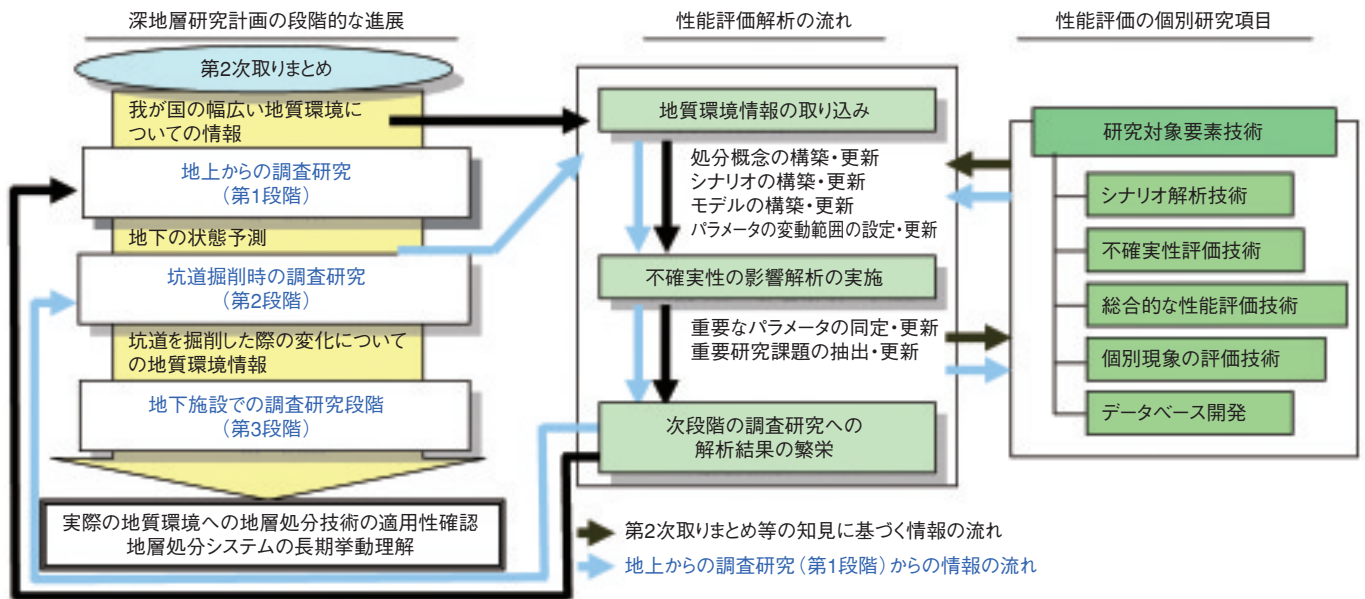 深地層研究計画の段階的な進展
第2次取りまとめ
我が国の幅広い地質環境に
ついての情報
地上からの調査研究
(第1段階)
地下の状態予測
坑道掘削時の調査研究
(第2段階)
坑道を掘削した際の変化について
の地質環境情報
地下施設での調査研究段階
(第3段階)
実際の地質環境への地層処分技術の適用性確認
地層処分システムの長期挙動理解
性能評価解析の流れ
地質環境情報の取り込み
処分概念の構築・更新
シナリオの構築・更新
モデルの構築・更新
パラメータの変動範囲の設定・更新
不確実性の影響解析の実施
重要なパラメータの同定・更新
重要研究課題の抽出・更新
次段階の調査研究への
解析結果の繁栄
性能評価の個別研究項目
研究対象要素技術
シナリオ解析技術
不確実性評価技術
総合的な性能評価技術
個別現象の評価技術
データベース開発
第2次取りまとめ等の知見に基づく情報の流れ
地上からの調査研究(第1段階)からの情報の流れ